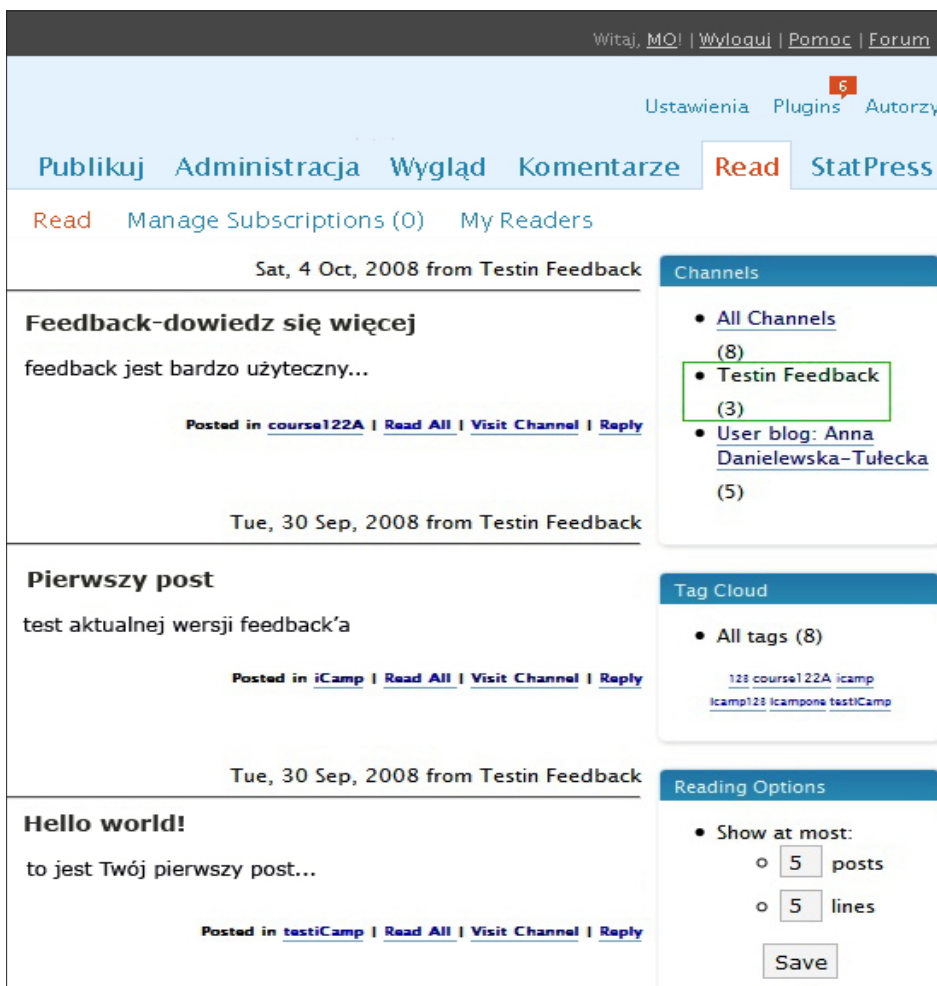 Witaj, MO! | Wyloguj | Pomoc | Forum
6
Ustawienia Plugins Autorzy
Publikuj Administracja Wygląd Komentarze Read StatPress
Read Manage Subscriptions (0) My Readers
Sat, 4 Oct, 2008 from Testin Feedback
Feedback-dowiedz się więcej
feedback jest bardzo użyteczny...
Posted in course122A | Read All | Visit Channel | Reply
Tue, 30 Sep, 2008 from Testin Feedback
Pierwszy post
test aktualnej wersji feedback'a
Posted in iCamp | Read All | Visit Channel | Reply
Tue, 30 Sep, 2008 from Testin Feedback
Hello world!
to jest Twój pierwszy post...
Posted in testiCamp | Read All | Visit Channel | Reply
Channels
All Channels
(8)
Testin Feedback
(3)
User blog: Anna
Danielewska-Tułecka
(5)
Tag Cloud
All tags (8)
128 course122A icamp
icamp128 icampone testiCamp
Reading Options
Show at most:
5 posts
5 lines
Save